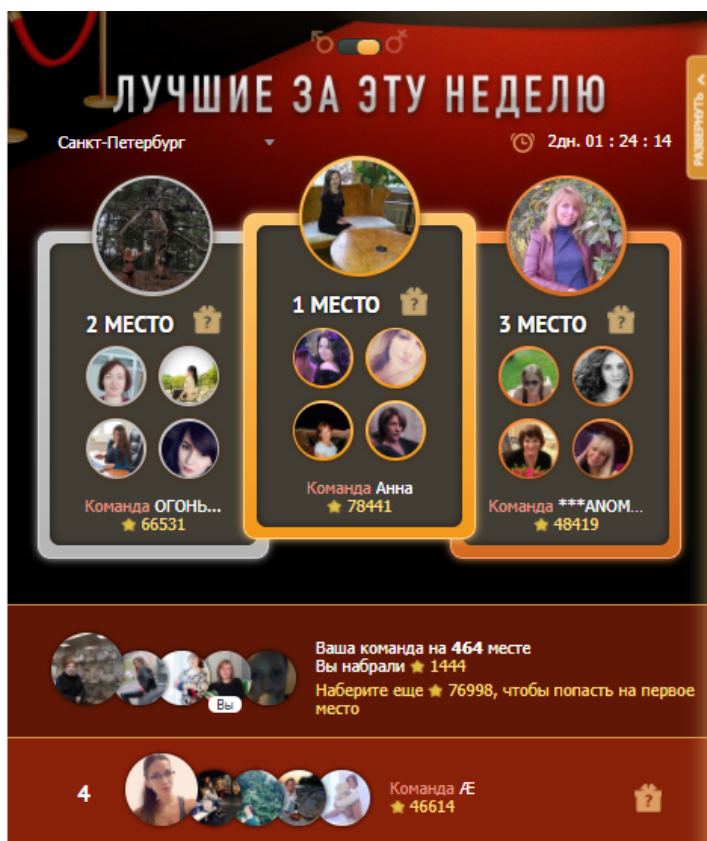 ЛУЧШИЕ ЗА ЭТУ НЕДЕЛЮ
РАЗВЕРНУТЬ
Санкт-Петербург
2дн. 01 : 24 : 14
2 МЕСТО
?
Команда ОГОНЬ...
66531
1 МЕСТО
?
Команда Анна
78441
3 МЕСТО
?
Команда ***ANOM...
48419
Вы
Ваша команда на 464 месте
Вы набрали 1444
Наберите еще 76998, чтобы попасть на первое
место
4
Команда Æ
46614
?